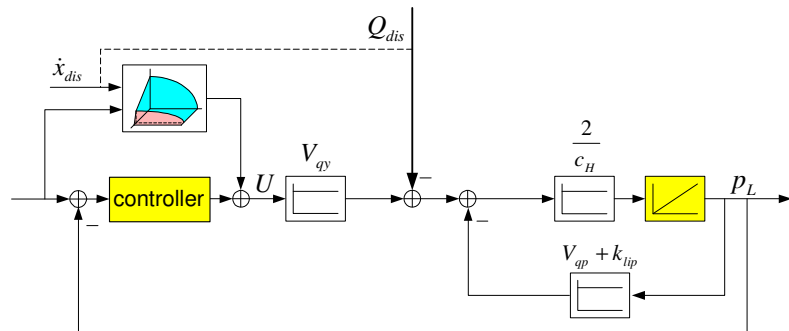 Q_dis
ẋ_dis
V_qy
2
c_H
controller
U
p_L
V_qp + k_lip
−
−
−